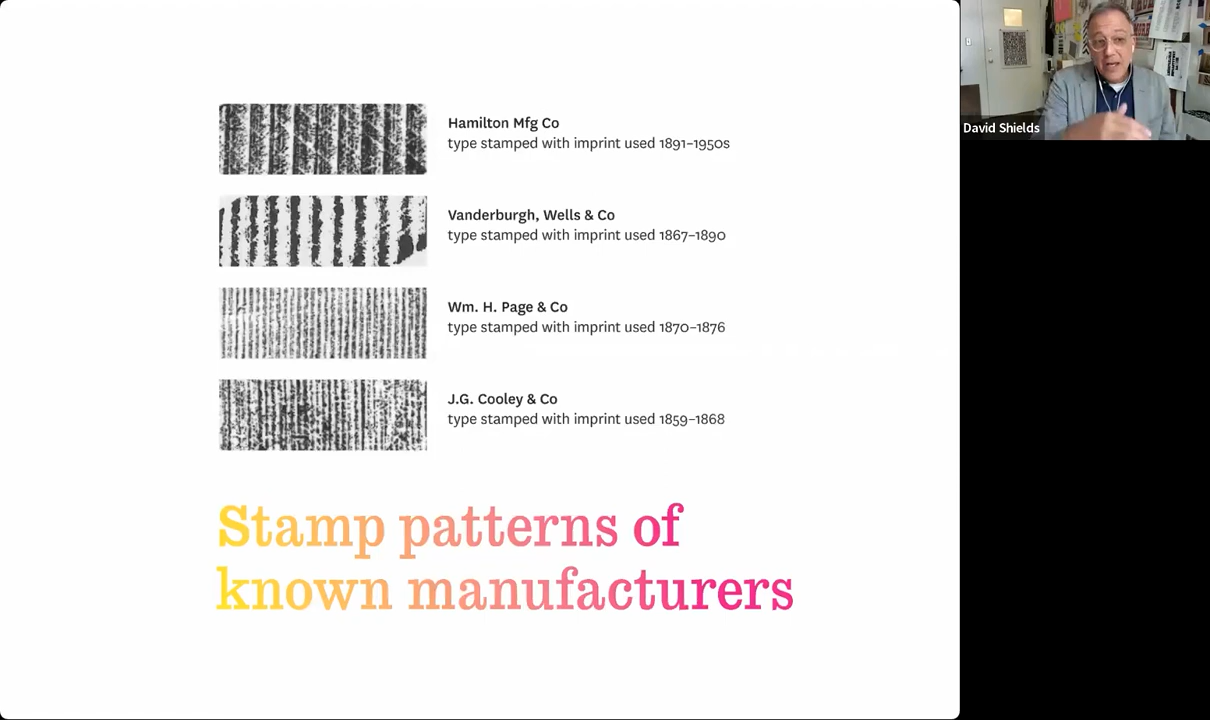 Hamilton Mfg Co
type stamped with imprint used 1891–1950s
Vanderburgh, Wells & Co
type stamped with imprint used 1867–1890
Wm. H. Page & Co
type stamped with imprint used 1870–1876
J.G. Cooley & Co
type stamped with imprint used 1859–1868
Stamp patterns of
known manufacturers
David Shields